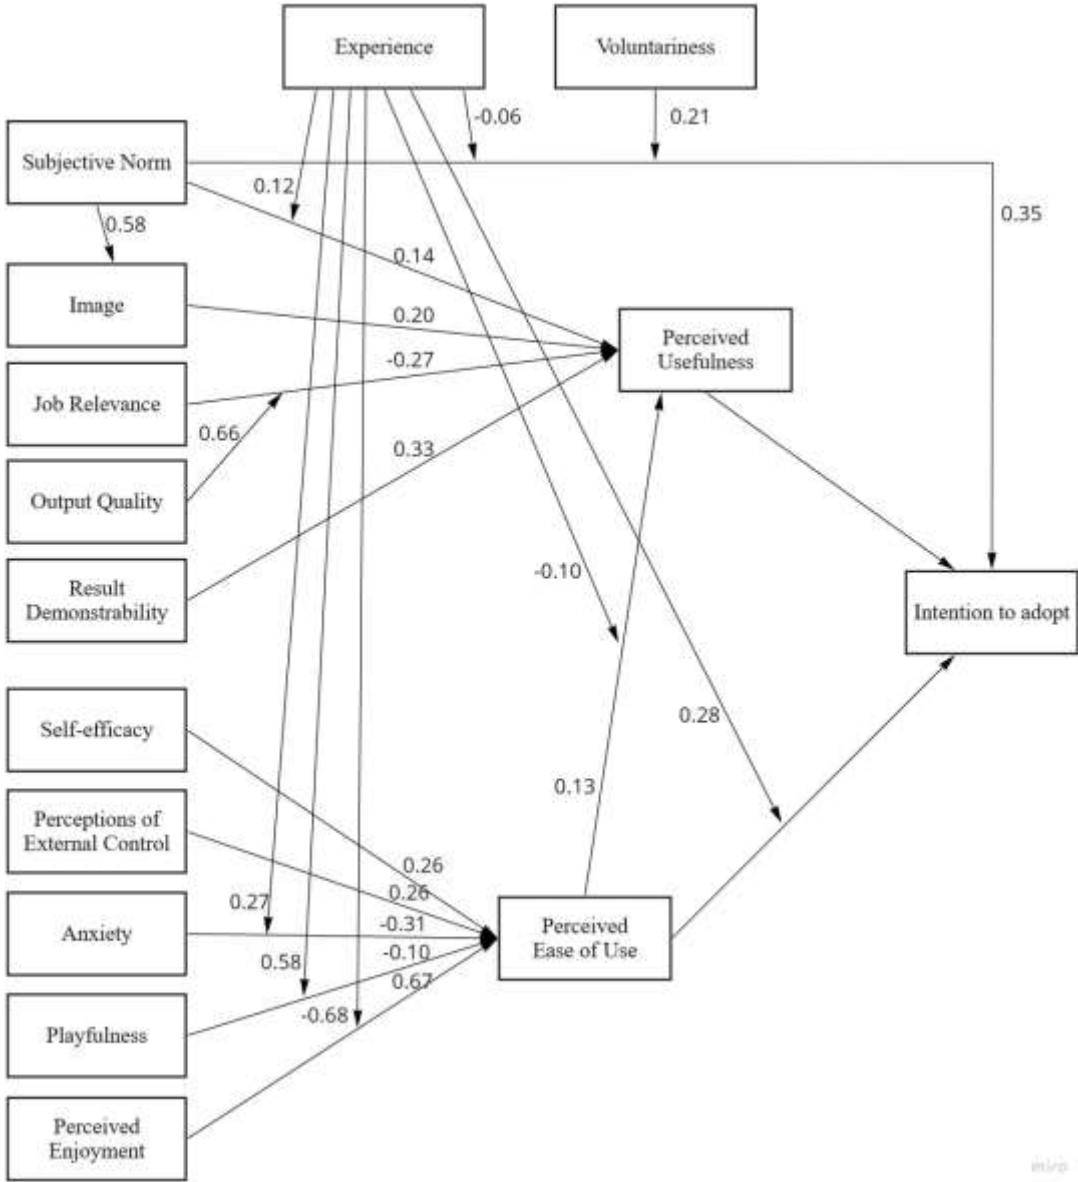 Experience
Voluntariness
-0.06
0.21
Subjective Norm
0.12
0.35
0.58
0.14
Image
0.20
Perceived
Usefulness
-0.27
Job Relevance
0.66
0.33
Output Quality
-0.10
Result
Demonstrability
Intention to adopt
Self-efficacy
0.28
0.13
Perceptions of
External Control
0.26
0.26
0.27
-0.31
Anxiety
Perceived
Ease of Use
-0.10
0.58
0.67
-0.68
Playfulness
Perceived
Enjoyment
miro